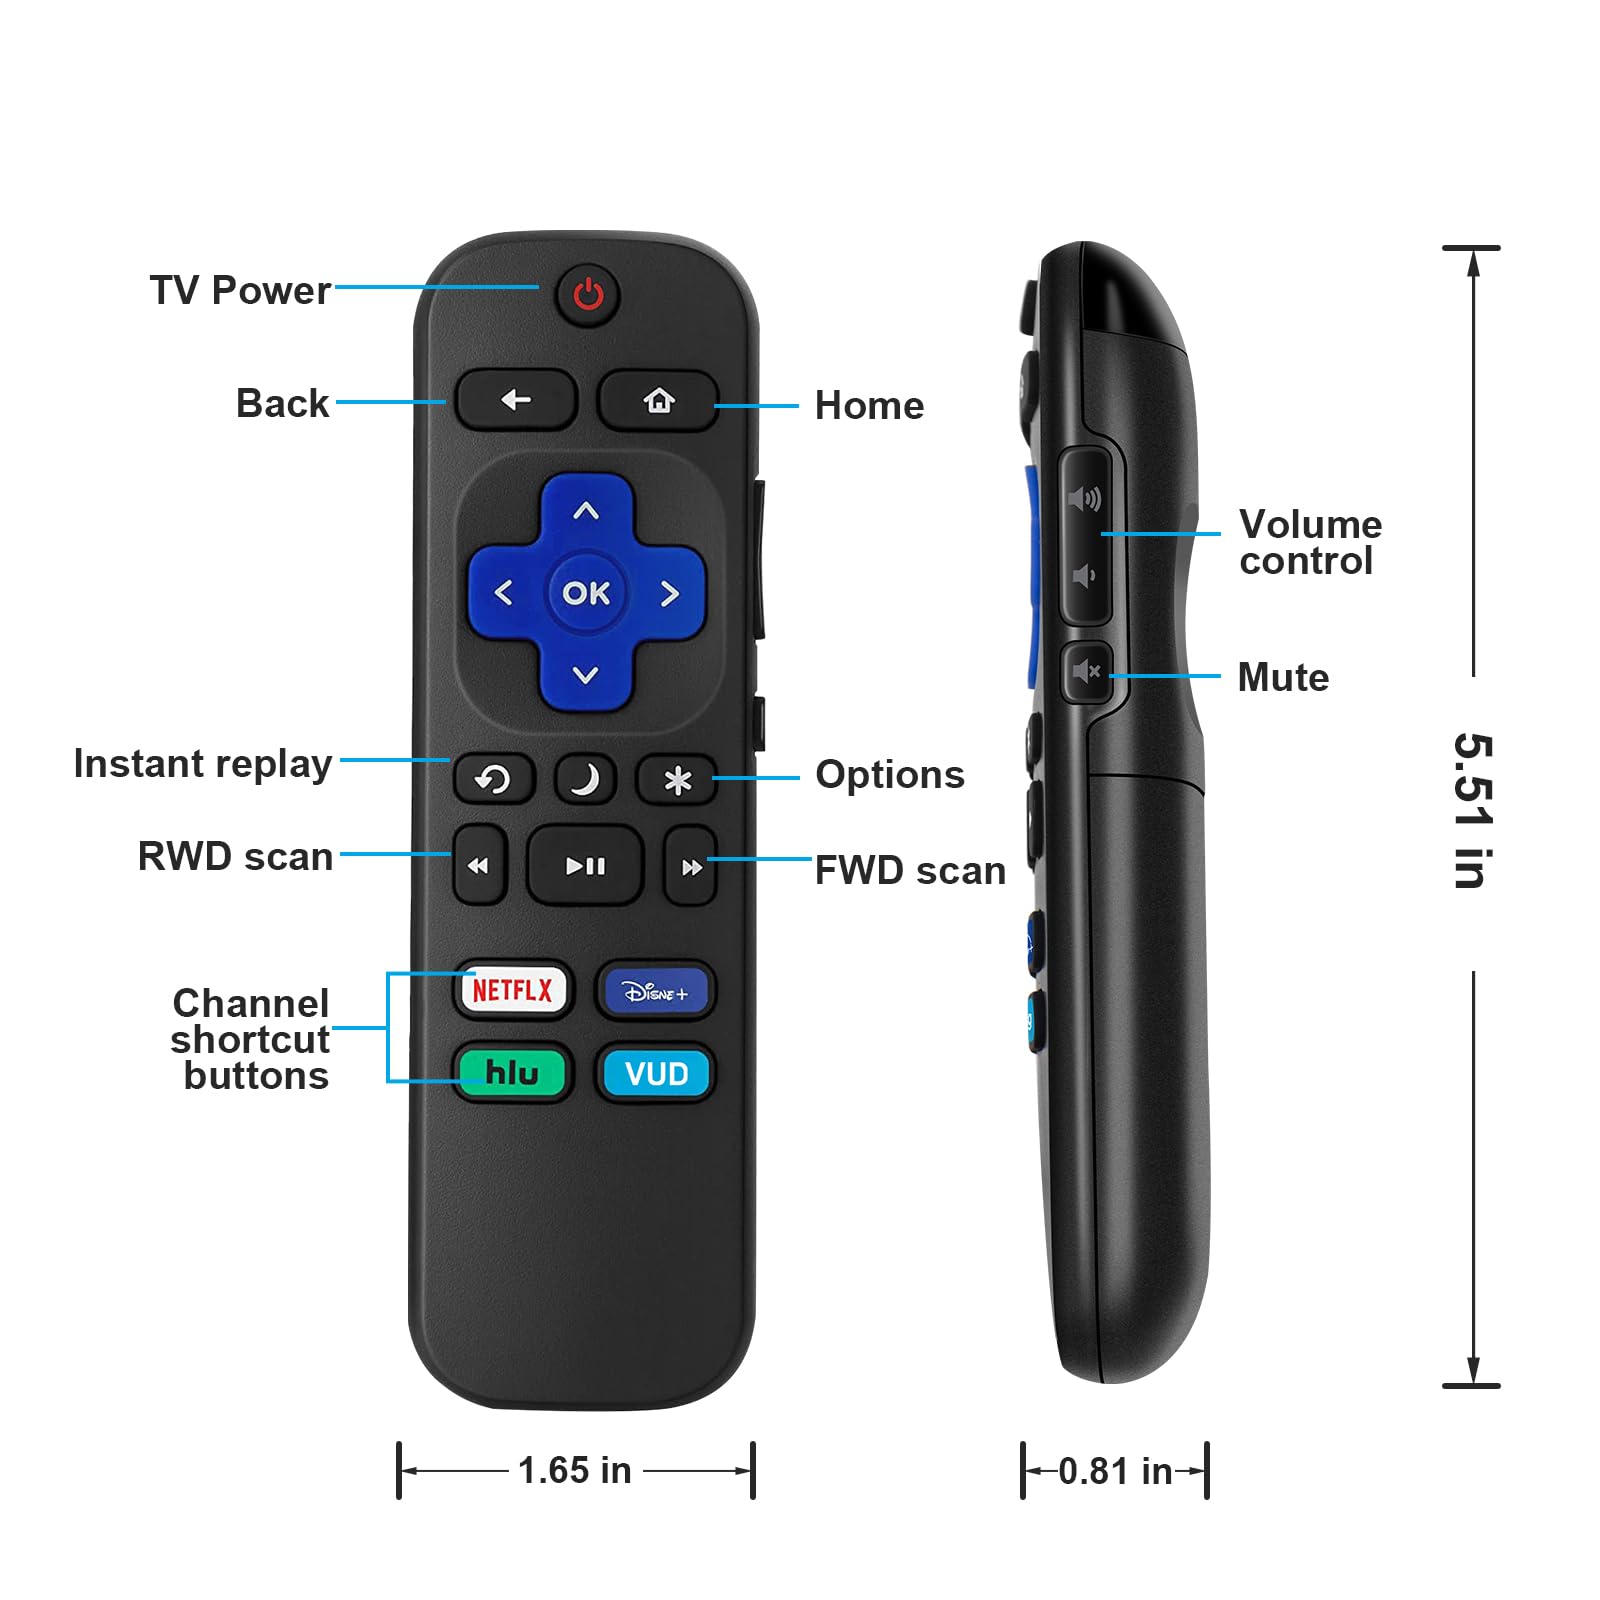 TV Power
Back
Home
OK
Volume
control
Mute
Instant replay
Options
RWD scan
FWD scan
NETFLX
DISNE+
Channel
shortcut
buttons
hlu
VUD
5.51 in
1.65 in
0.81 in